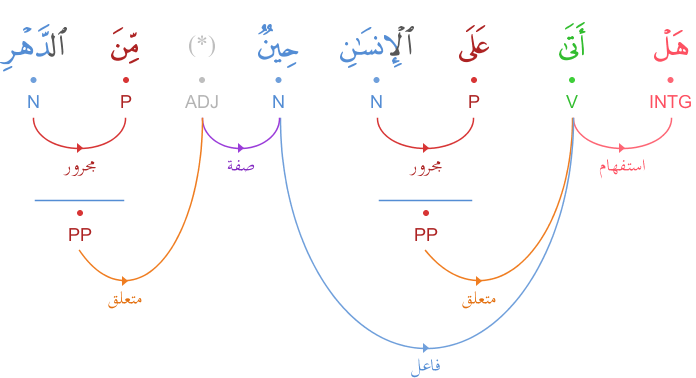 هَلْ أَتَىٰ عَلَى ٱلْإِنسَٰنِ حِينٌ (*) مِّنَ ٱلدَّهْرِ
INTG V P N N ADJ P N
استفهام مجرور صفة مجرور
PP PP
متعلق متعلق
فاعل